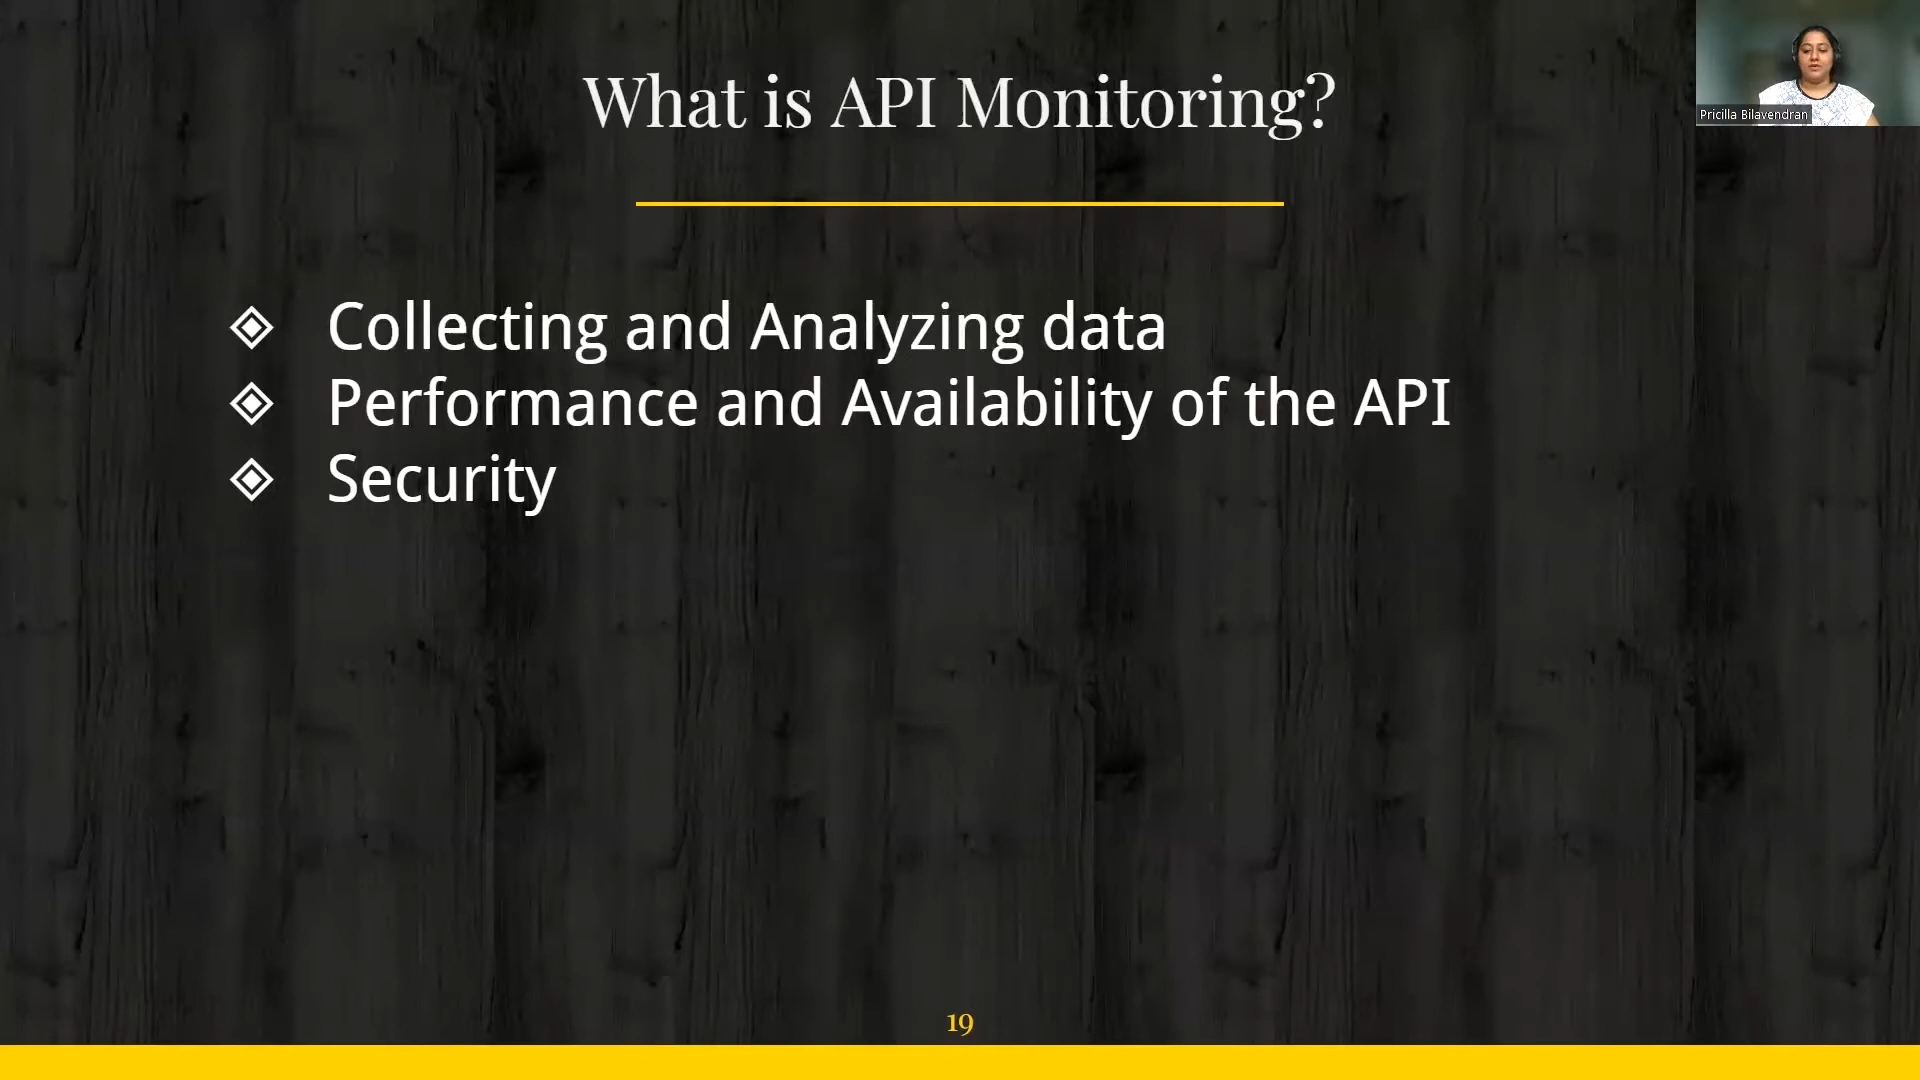 What is API Monitoring?
Pricilla Bilavendran
Collecting and Analyzing data
Performance and Availability of the API
Security
19